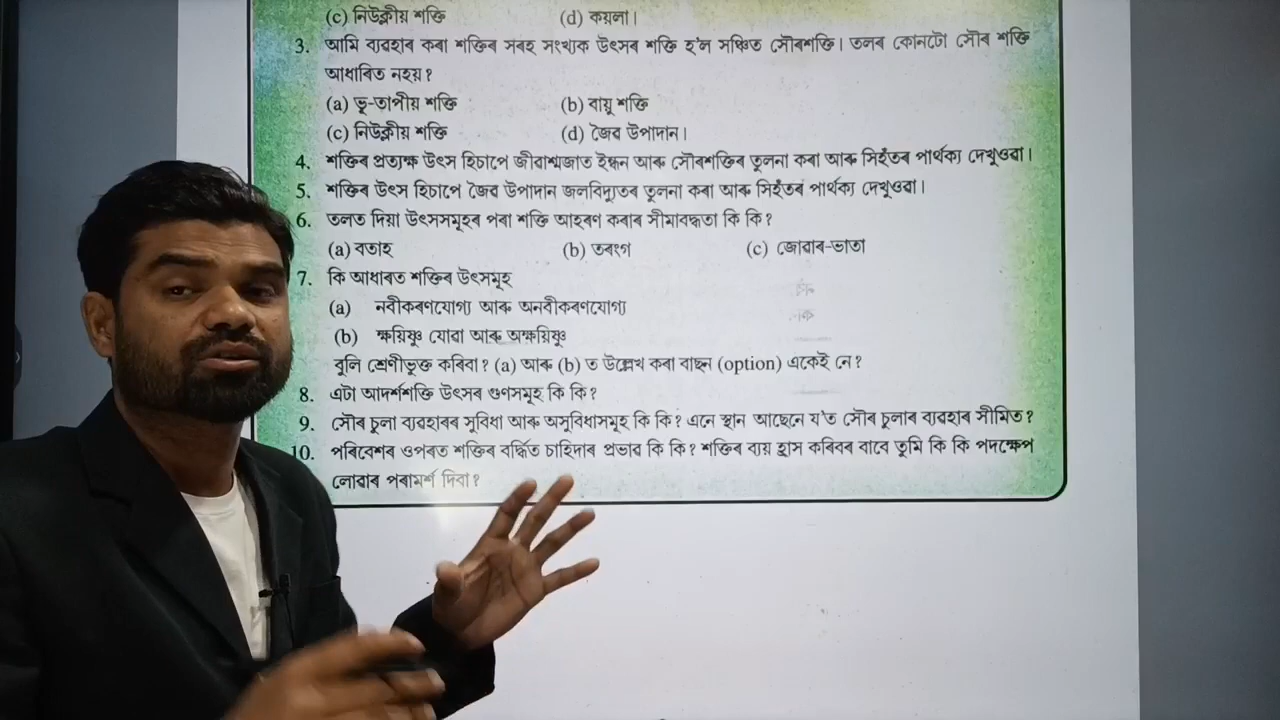 (c) নিউক্লীয় শক্তি (d) কয়লা।
3. আমি ব্যৱহাৰ কৰা শক্তিৰ সৰহ সংখ্যক উৎসৰ শক্তি হ'ল সঞ্চিত সৌৰশক্তি। তলৰ কোনটো সৌৰ শক্তি
আধাৰিত নহয়?
(a) ভূ-তাপীয় শক্তি (b) বায়ু শক্তি
(c) নিউক্লীয় শক্তি (d) জৈৱ উপাদান।
4. শক্তিৰ প্ৰত্যক্ষ উৎস হিচাপে জীৱাশ্মজাত ইন্ধন আৰু সৌৰশক্তিৰ তুলনা কৰা আৰু সিহঁতৰ পাৰ্থক্য দেখুওৱা।
5. শক্তিৰ উৎস হিচাপে জৈৱ উপাদান জলবিদ্যুতৰ তুলনা কৰা আৰু সিহঁতৰ পাৰ্থক্য দেখুওৱা।
6. তলত দিয়া উৎসসমূহৰ পৰা শক্তি আহৰণ কৰাৰ সীমাবদ্ধতা কি কি?
(a) বতাহ (b) তৰংগ (c) জোৱাৰ-ভাতা
7. কি আধাৰত শক্তিৰ উৎসমূহ
(a) নবীকৰণযোগ্য আৰু অনবীকৰণযোগ্য
(b) ক্ষয়িষ্ণু যোৱা আৰু অক্ষয়িষ্ণু
বুলি শ্ৰেণীভুক্ত কৰিবা? (a) আৰু (b) ত উল্লেখ কৰা বাছন (option) একেই নে?
8. এটা আদৰ্শশক্তি উৎসৰ গুণসমূহ কি কি?
9. সৌৰ চুলা ব্যৱহাৰৰ সুবিধা আৰু অসুবিধাসমূহ কি কি? এনে স্থান আছেনে য'ত সৌৰ চুলাৰ ব্যৱহাৰ সীমিত?
10. পৰিবেশৰ ওপৰত শক্তিৰ বৰ্দ্ধিত চাহিদাৰ প্ৰভাৱ কি কি? শক্তিৰ ব্যয় হ্ৰাস কৰিবৰ বাবে তুমি কি কি পদক্ষেপ
লোৱাৰ পৰামৰ্শ দিবা?